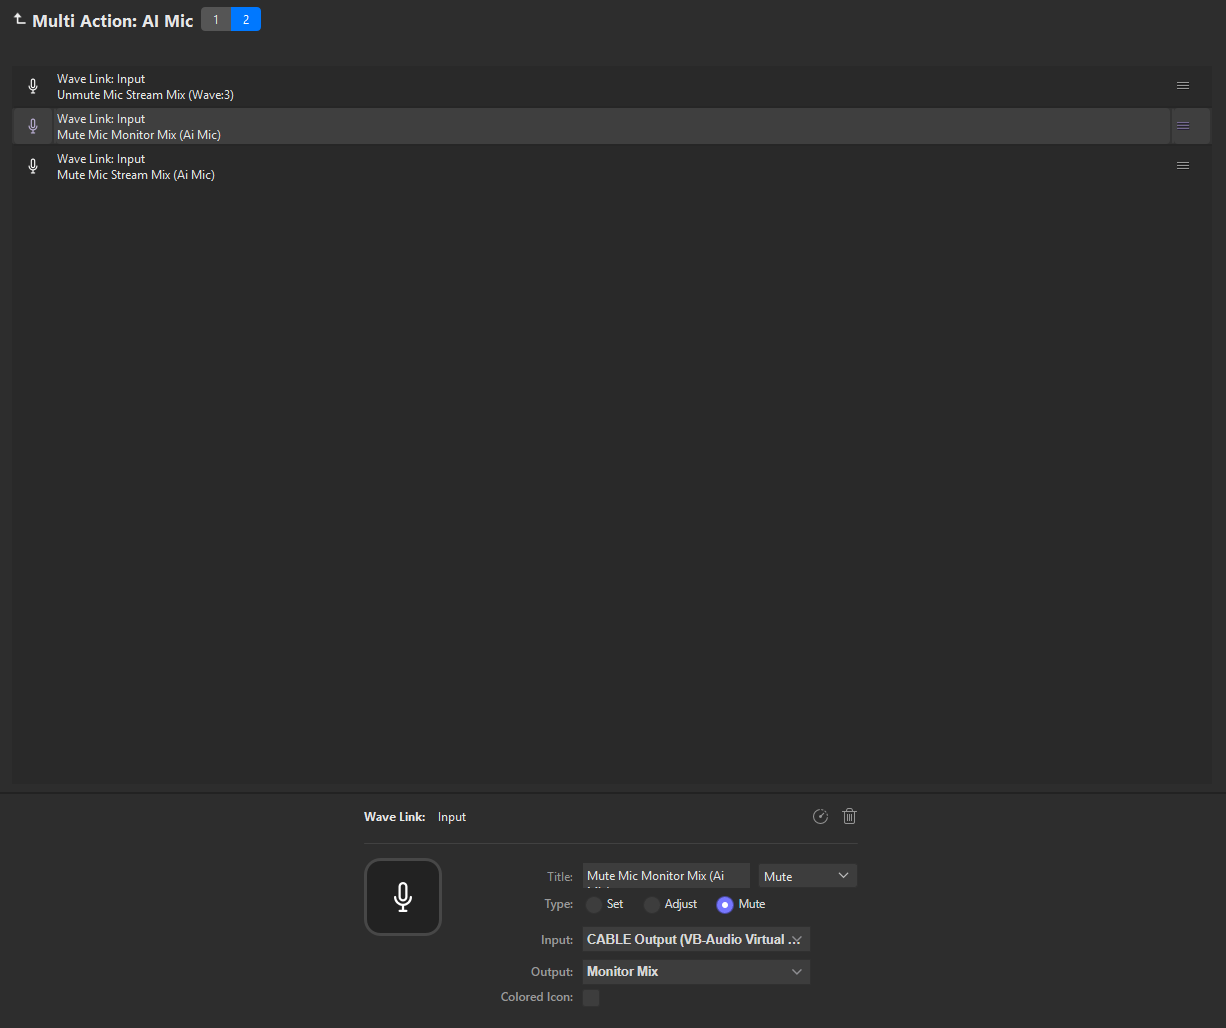 Multi Action: AI Mic 1 2
Wave Link: Input
Unmute Mic Stream Mix (Wave:3)
Wave Link: Input
Mute Mic Monitor Mix (Ai Mic)
Wave Link: Input
Mute Mic Stream Mix (Ai Mic)
Wave Link: Input
Title: Mute Mic Monitor Mix (Ai Mute
Type: Set Adjust Mute
Input: CABLE Output (VB-Audio Virtual ...
Output: Monitor Mix
Colored Icon: